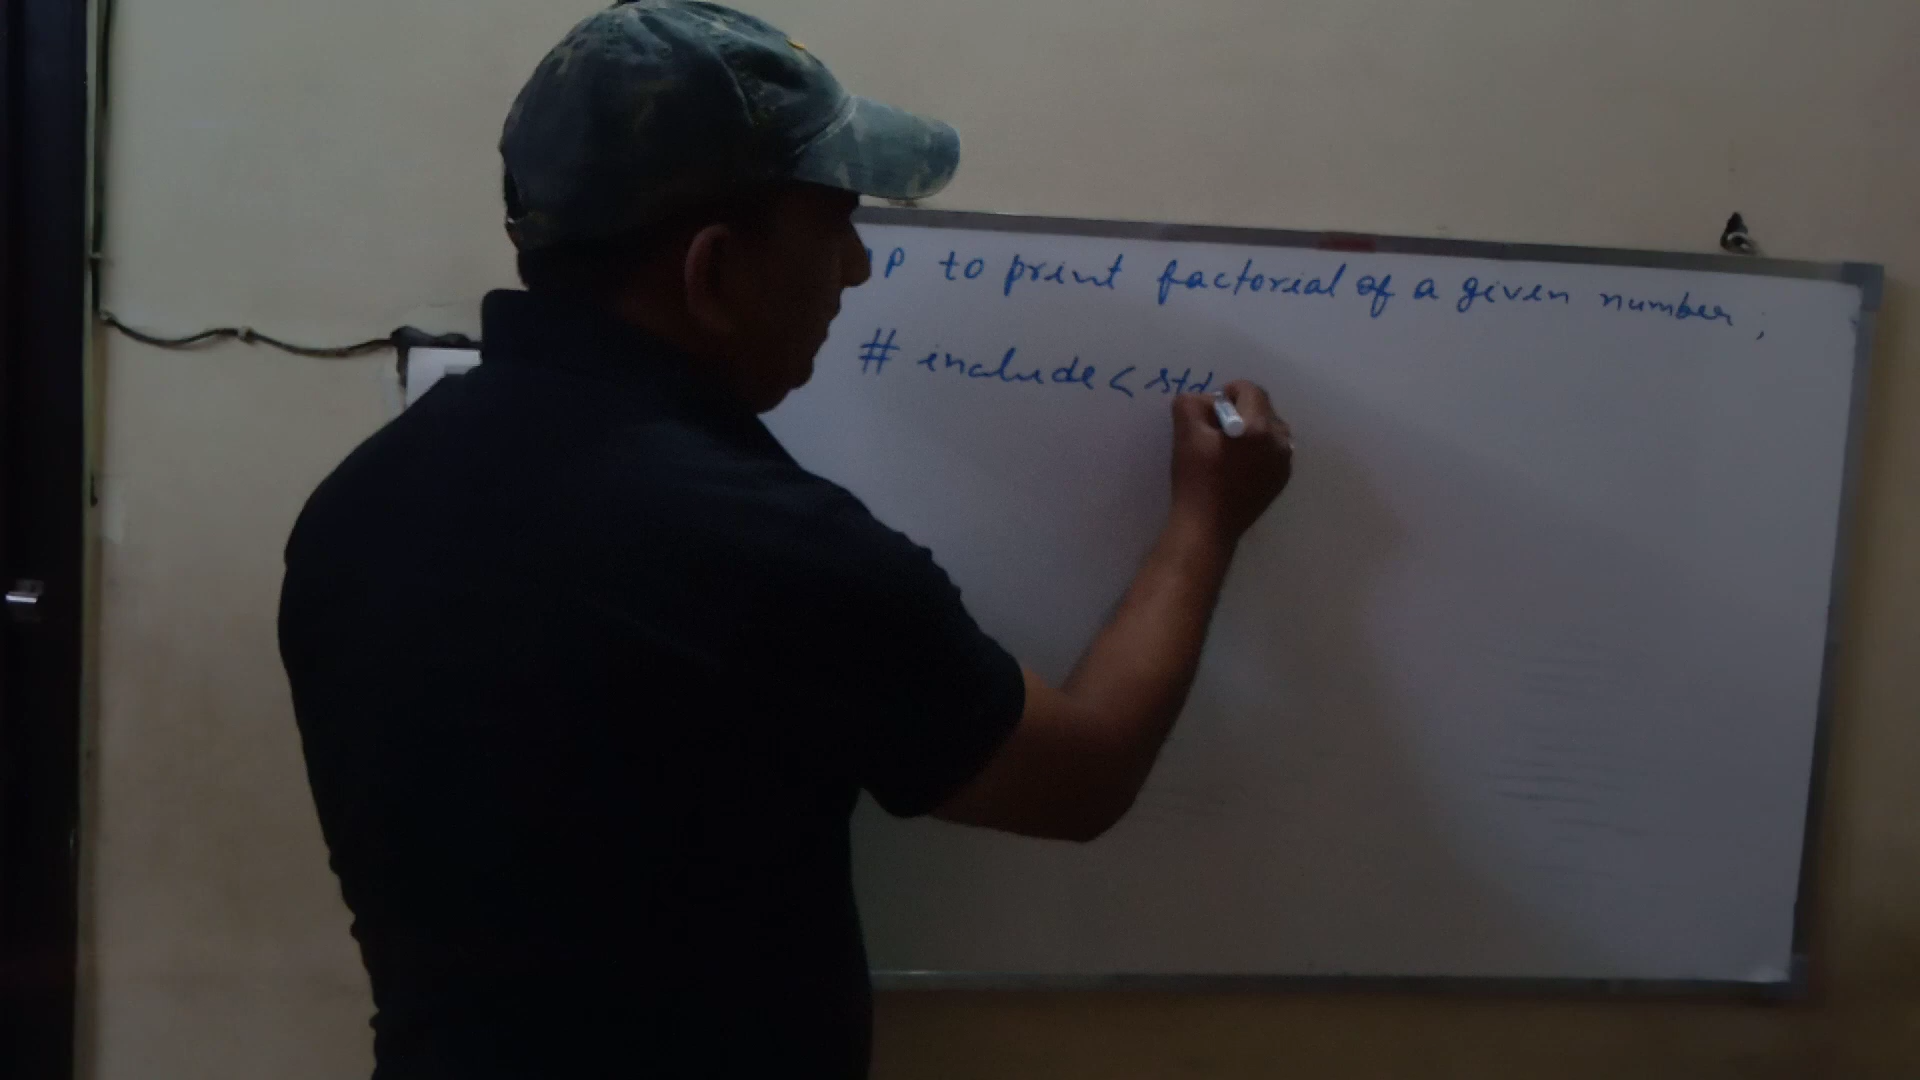 P to print factorial of a given number;
# include < std